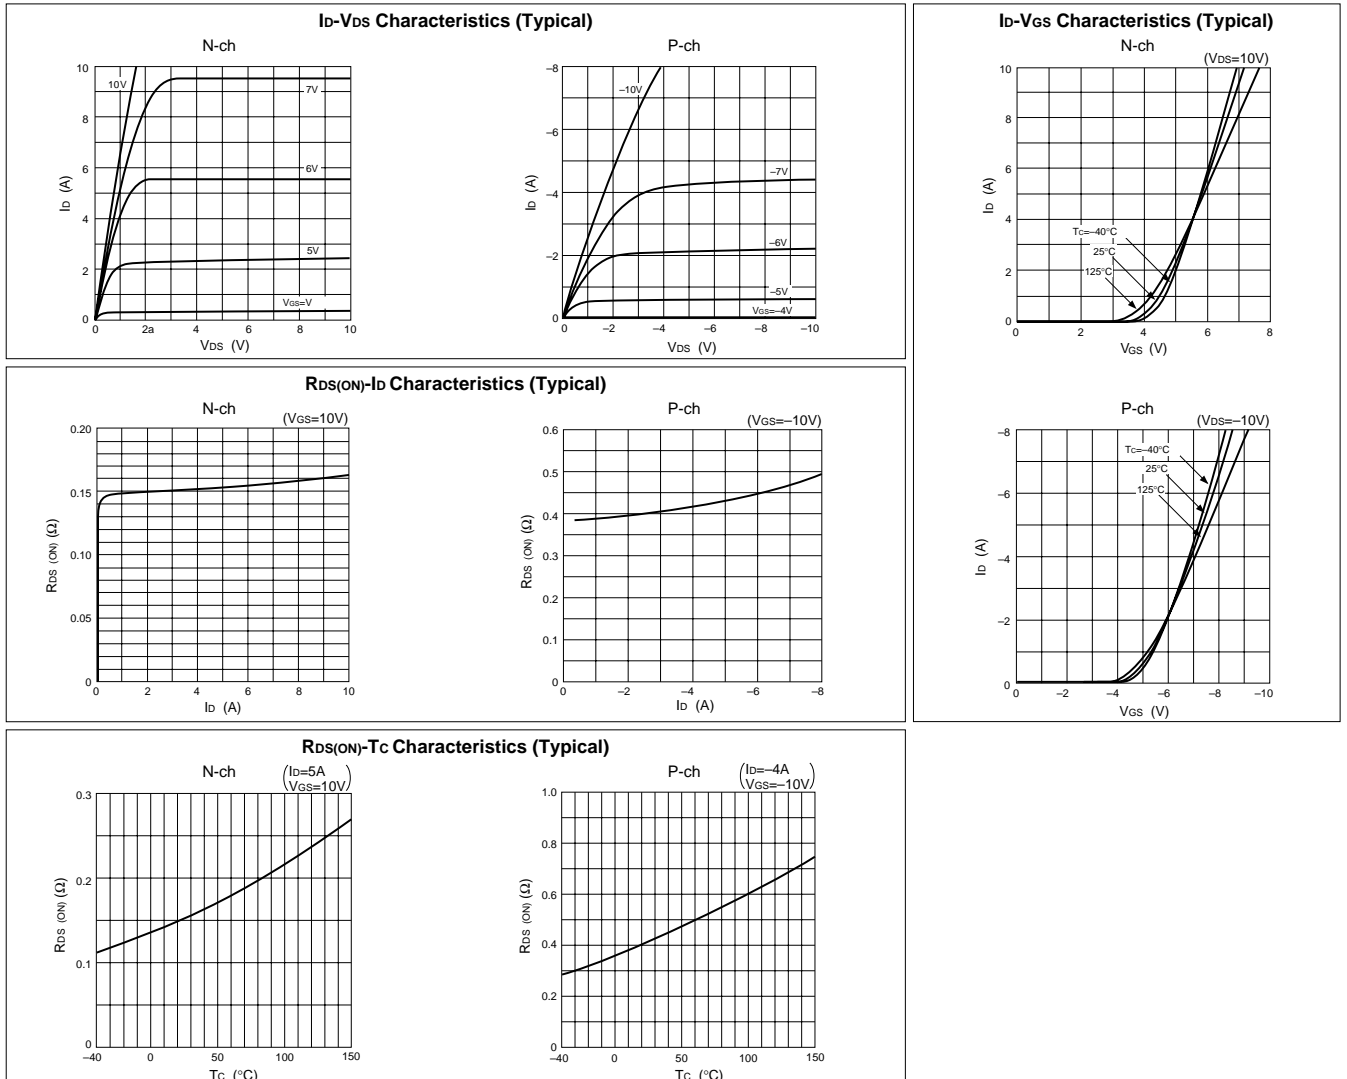 ID-VDS Characteristics (Typical)
N-ch
10
8
6
4
2
0
ID (A)
10V
7V
6V
5V
VGS=V
0 2a 4 6 8 10
VDS (V)
P-ch
–8
–6
–4
–2
0
ID (A)
–10V
–7V
–6V
–5V
VGS=–4V
0 –2 –4 –6 –8 –10
VDS (V)
ID-VGS Characteristics (Typical)
N-ch
(VDS=10V)
10
8
6
4
2
0
ID (A)
TC=–40°C
25°C
125°C
0 2 4 6 8
VGS (V)
P-ch
(VDS=–10V)
–8
–6
–4
–2
0
ID (A)
TC=–40°C
25°C
125°C
0 –2 –4 –6 –8 –10
VGS (V)
RDS(ON)-ID Characteristics (Typical)
N-ch
(VGS=10V)
0.20
0.15
0.10
0.05
0
RDS (ON) (Ω)
0 2 4 6 8 10
ID (A)
P-ch
(VGS=–10V)
0.6
0.5
0.4
0.3
0.2
0.1
0
RDS (ON) (Ω)
0 –2 –4 –6 –8
ID (A)
RDS(ON)-TC Characteristics (Typical)
N-ch
(ID=5A
VGS=10V)
0.3
0.2
0.1
0
RDS (ON) (Ω)
–40 0 50 100 150
TC (°C)
P-ch
(ID=–4A
VGS=–10V)
1.0
0.8
0.6
0.4
0.2
0
RDS (ON) (Ω)
–40 0 50 100 150
TC (°C)